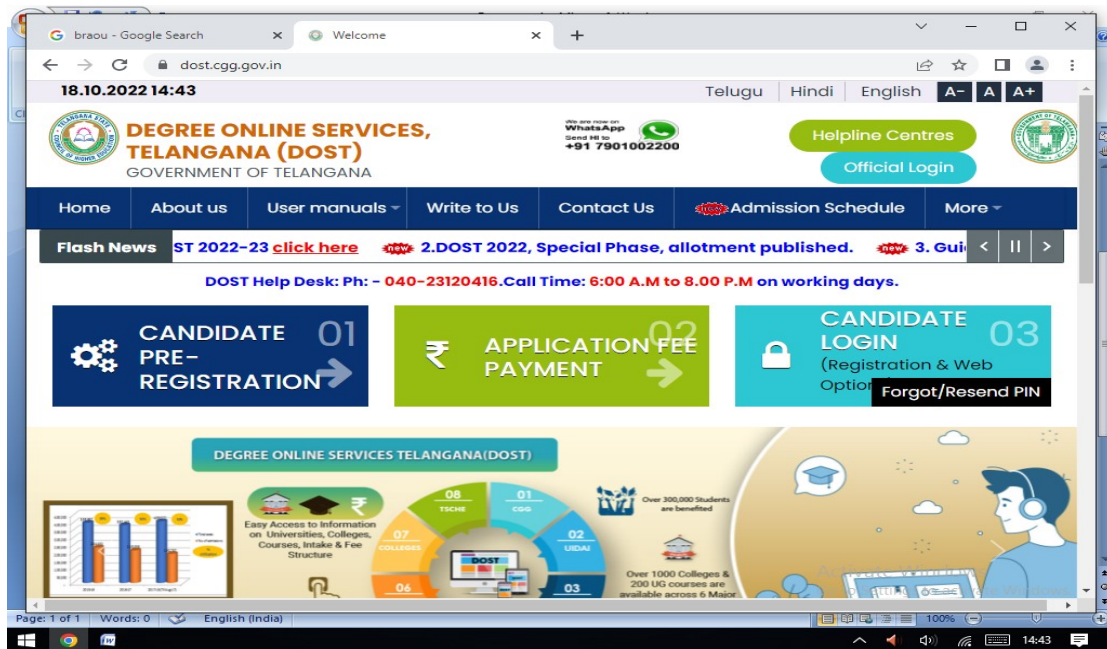 braou - Google Search
Welcome
dost.cgg.gov.in
18.10.2022 14:43
Telugu
Hindi
English
A-
A
A+
DEGREE ONLINE SERVICES,
TELANGANA (DOST)
GOVERNMENT OF TELANGANA
We are now on
WhatsApp
Send HI to
+91 7901002200
Helpline Centres
Official Login
Home
About us
User manuals
Write to Us
Contact Us
Admission Schedule
More
Flash News
ST 2022-23 click here
new
2.DOST 2022, Special Phase, allotment published.
new
3. Gui
DOST Help Desk: Ph: - 040-23120416.Call Time: 6:00 A.M to 8.00 P.M on working days.
CANDIDATE
PRE-
REGISTRATION
01
APPLICATION FEE
PAYMENT
02
CANDIDATE
LOGIN
(Registration & Web
Option
03
Forgot/Resend PIN
DEGREE ONLINE SERVICES TELANGANA(DOST)
Easy Access to Information
on Universities, Colleges,
Courses, Intake & Fee
Structure
08
TSCHE
01
CGG
07
COLLEGES
02
UIDAI
06
DOST
03
Over 300,000 Students
are benefited
Over 1000 Colleges &
200 UG courses are
available across 6 Major
Activate Windows
Page: 1 of 1
Words: 0
English (India)
100%
14:43